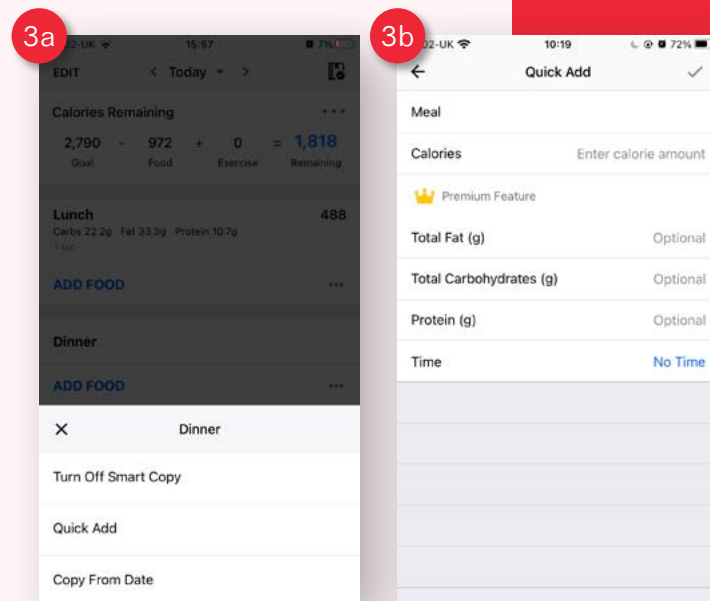 3a
15:57
7%
EDIT
Today
Calories Remaining
2,790 - 972 + 0 = 1,818
Goal Food Exercise Remaining
Lunch 488
Carbs 22.2g Fat 33.3g Protein 10.7g
ADD FOOD
Dinner
ADD FOOD
Dinner
Turn Off Smart Copy
Quick Add
Copy From Date
3b
2-UK 10:19 72%
Quick Add
Meal
Calories Enter calorie amount
Premium Feature
Total Fat (g) Optional
Total Carbohydrates (g) Optional
Protein (g) Optional
Time No Time